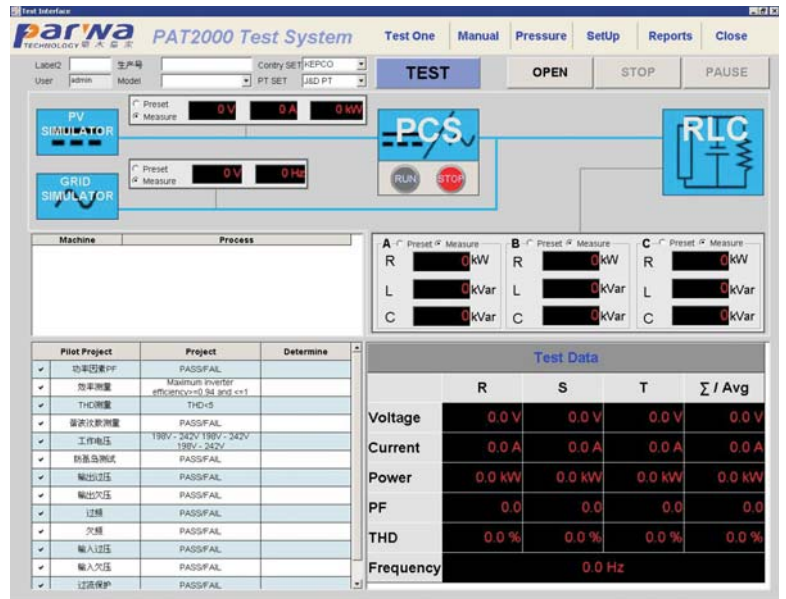 Test Interface
parwa PAT2000 Test System Test One Manual Pressure SetUp Reports Close
TECHNOLOGY
Label2 生产号 Contry SET KEPCO TEST OPEN STOP PAUSE
User admin Model PT SET J&D PT
PV SIMULATOR
Preset
Measure 0 V 0 A 0 kW
PCS
RUN STOP
RLC
GRID SIMULATOR
Preset
Measure 0 V 0 Hz
Machine Process
A Preset Measure B Preset Measure C Preset Measure
R 0 kW R 0 kW R 0 kW
L 0 kVar L 0 kVar L 0 kVar
C 0 kVar C 0 kVar C 0 kVar
Pilot Project Project Determine
功率因素PF PASS/FAIL
效率测量 Maximum inverter
efficiency>=0.94 and <=1
THD测量 THD<5
谐波次数测量 PASS/FAIL
工作电压 198V - 242V 198V - 242V
198V - 242V
防孤岛测试 PASS/FAIL
输出过压 PASS/FAIL
输出欠压 PASS/FAIL
过频 PASS/FAIL
欠频 PASS/FAIL
输入过压 PASS/FAIL
输入欠压 PASS/FAIL
过流保护 PASS/FAIL
Test Data
R S T ∑ / Avg
Voltage 0.0 V 0.0 V 0.0 V 0.0 V
Current 0.0 A 0.0 A 0.0 A 0.0 A
Power 0.0 kW 0.0 kW 0.0 kW 0.0 kW
PF 0.0 0.0 0.0 0.0
THD 0.0 % 0.0 % 0.0 % 0.0 %
Frequency 0.0 Hz